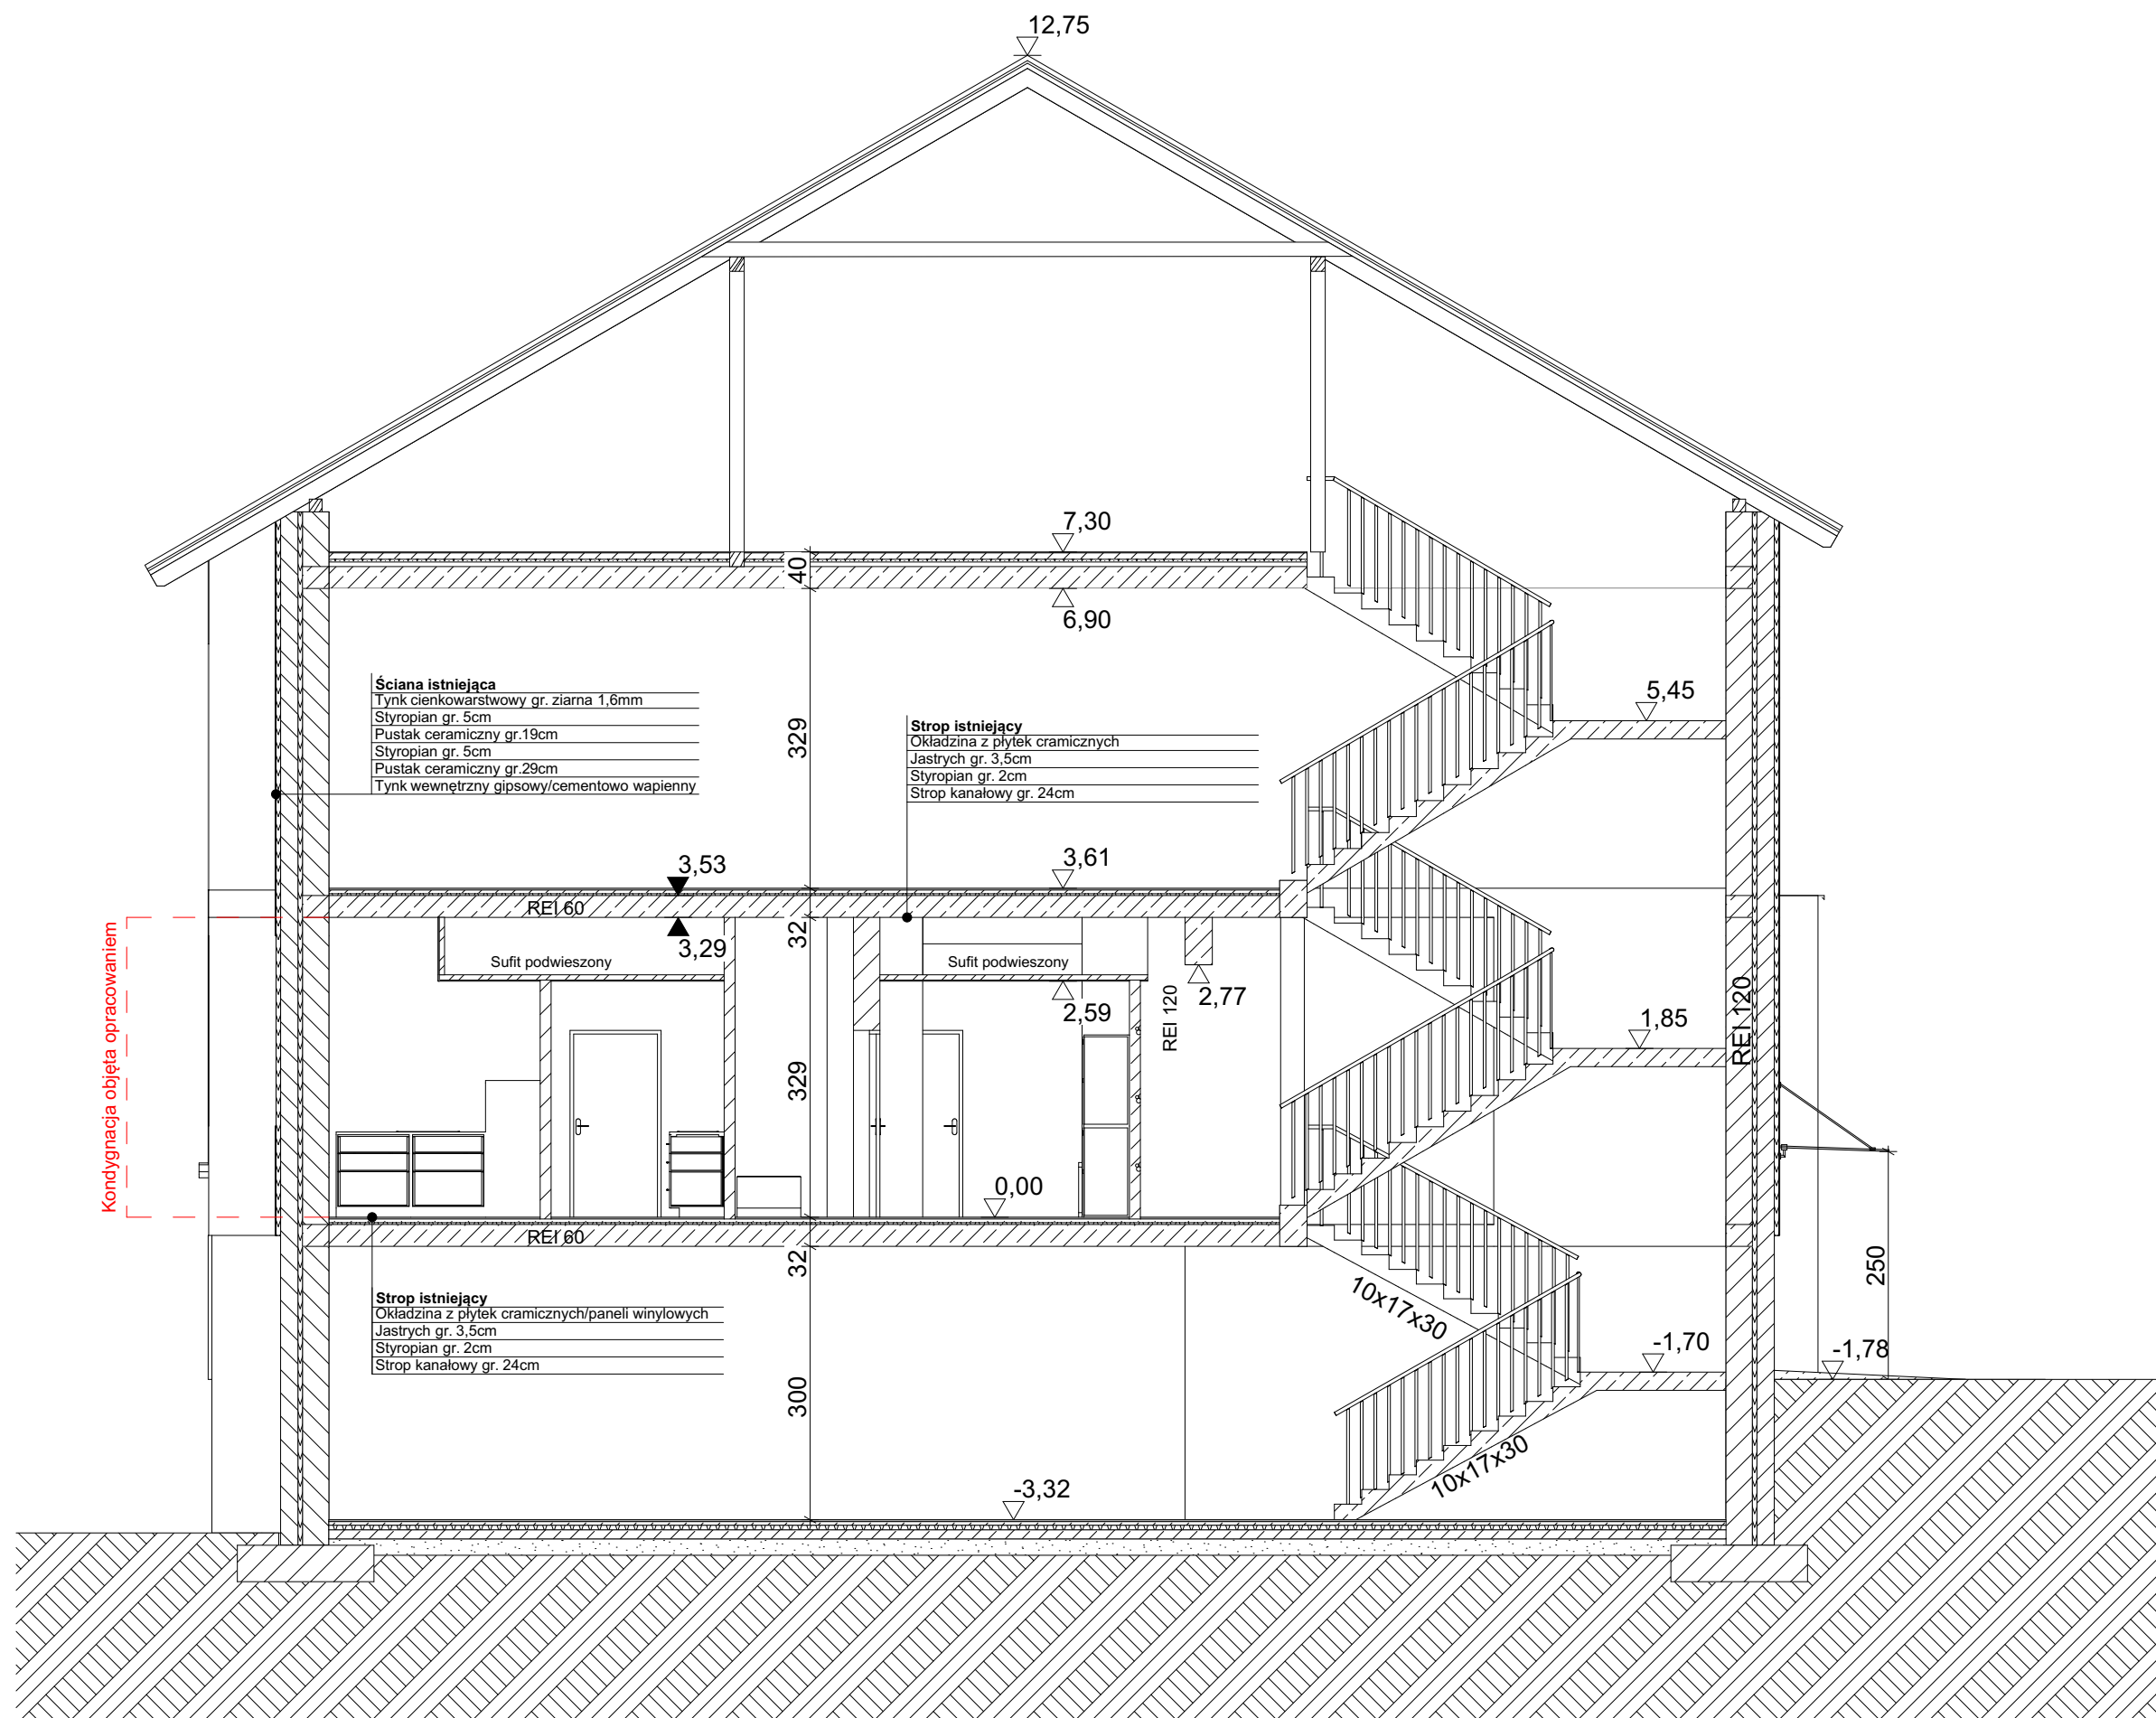 12,75
7,30
40
6,90
Ściana istniejąca
Tynk cienkowarstwowy gr. ziarna 1,6mm
Styropian gr. 5cm
Pustak ceramiczny gr.19cm
Styropian gr. 5cm
Pustak ceramiczny gr.29cm
Tynk wewnętrzny gipsowy/cementowo wapienny
329
Strop istniejący
Okładzina z płytek cramicznych
Jastrych gr. 3,5cm
Styropian gr. 2cm
Strop kanałowy gr. 24cm
5,45
3,53
3,61
REI 60
32
3,29
Sufit podwieszony
Sufit podwieszony
2,59
REI 120
2,77
1,85
REI 120
Kondygnacja objęta opracowaniem
329
0,00
REI 60
32
250
10x17x30
Strop istniejący
Okładzina z płytek cramicznych/paneli winylowych
Jastrych gr. 3,5cm
Styropian gr. 2cm
Strop kanałowy gr. 24cm
-1,70
-1,78
300
10x17x30
-3,32